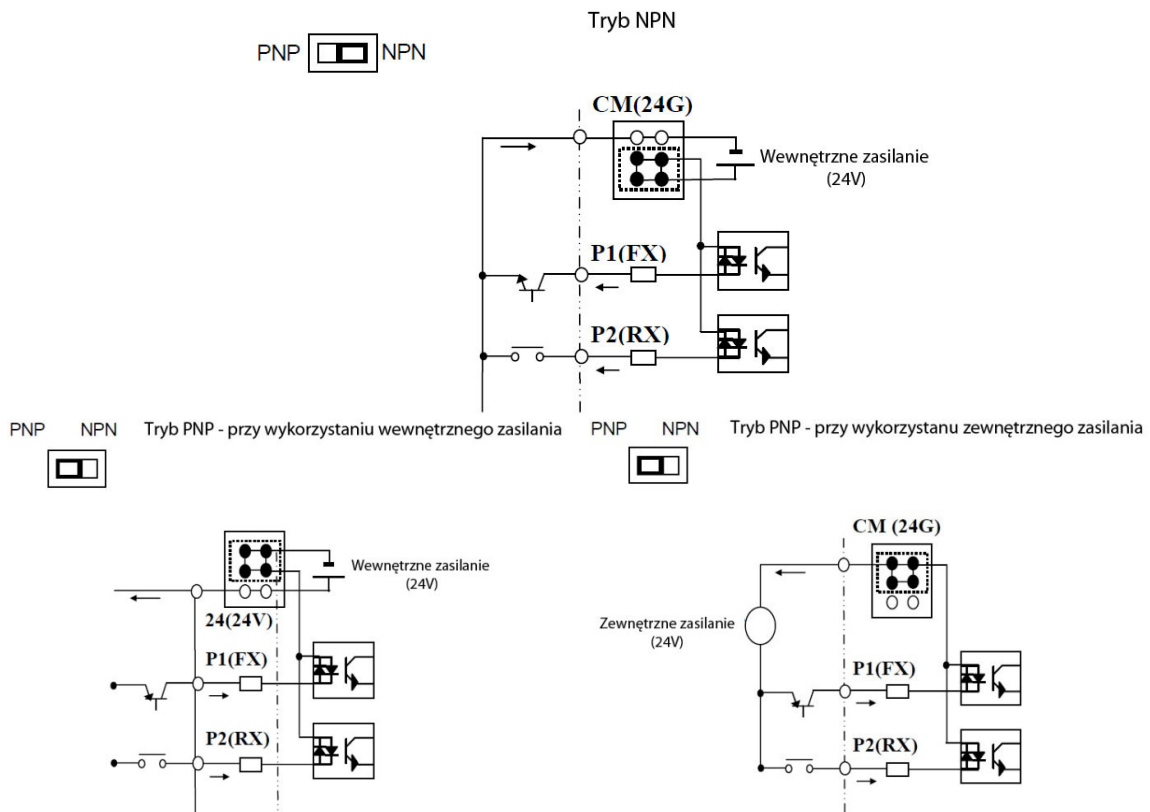 Tryb NPN
PNP NPN
CM(24G)
Wewnętrzne zasilanie
(24V)
P1(FX)
P2(RX)
PNP NPN Tryb PNP - przy wykorzystaniu wewnętrznego zasilania
PNP NPN Tryb PNP - przy wykorzystanu zewnętrznego zasilania
Wewnętrzne zasilanie
(24V)
24(24V)
P1(FX)
P2(RX)
CM (24G)
Zewnętrzne zasilanie
(24V)
P1(FX)
P2(RX)